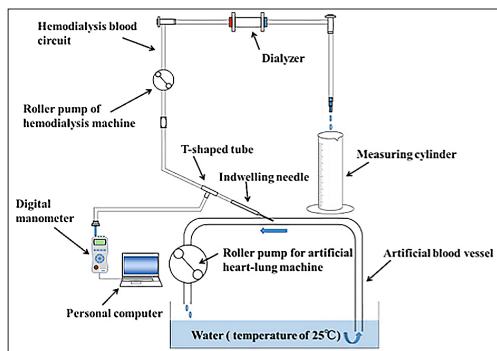 Hemodialysis blood
circuit
Dialyzer
Roller pump of
hemodialysis machine
T-shaped tube
Indwelling needle
Measuring cylinder
Digital
manometer
Roller pump for artificial
heart-lung machine
Artificial blood vessel
Personal computer
Water ( temperature of 25℃)